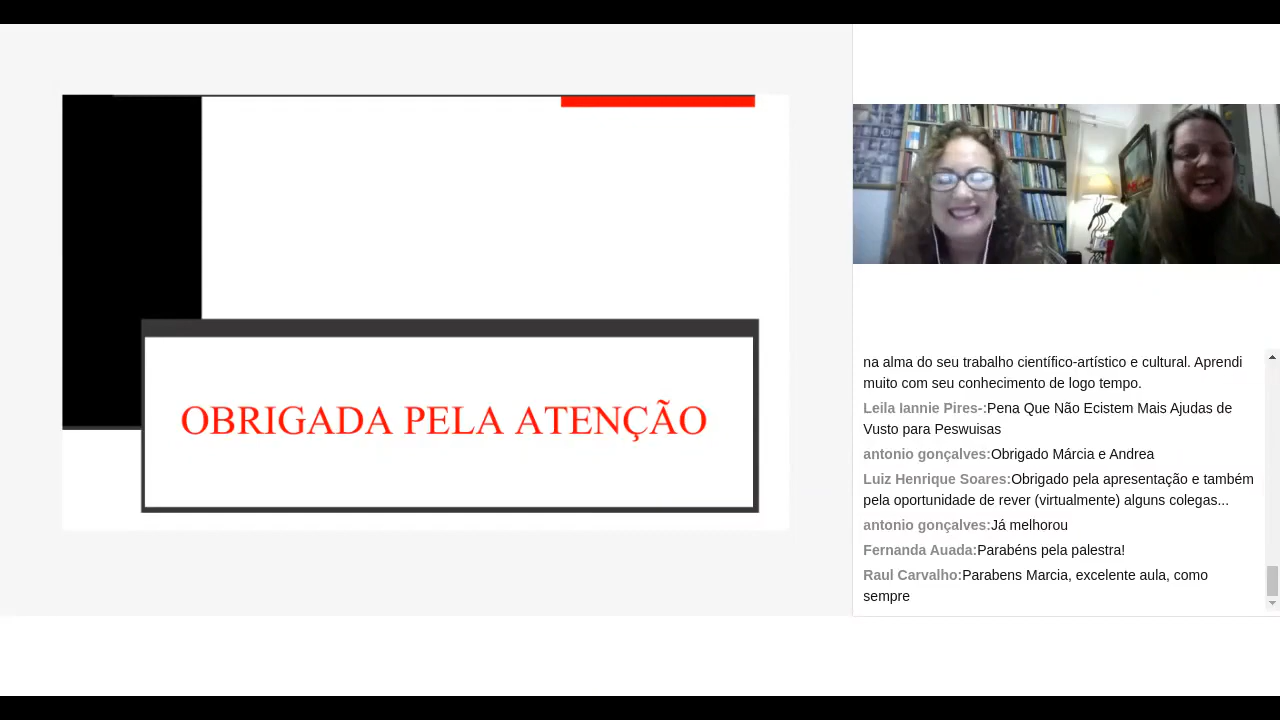 OBRIGADA PELA ATENÇÃO
na alma do seu trabalho científico-artístico e cultural. Aprendi
muito com seu conhecimento de logo tempo.
Leila Iannie Pires-:Pena Que Não Ecistem Mais Ajudas de
Vusto para Peswuisas
antonio gonçalves:Obrigado Márcia e Andrea
Luiz Henrique Soares:Obrigado pela apresentação e também
pela oportunidade de rever (virtualmente) alguns colegas...
antonio gonçalves:Já melhorou
Fernanda Auada:Parabéns pela palestra!
Raul Carvalho:Parabens Marcia, excelente aula, como
sempre